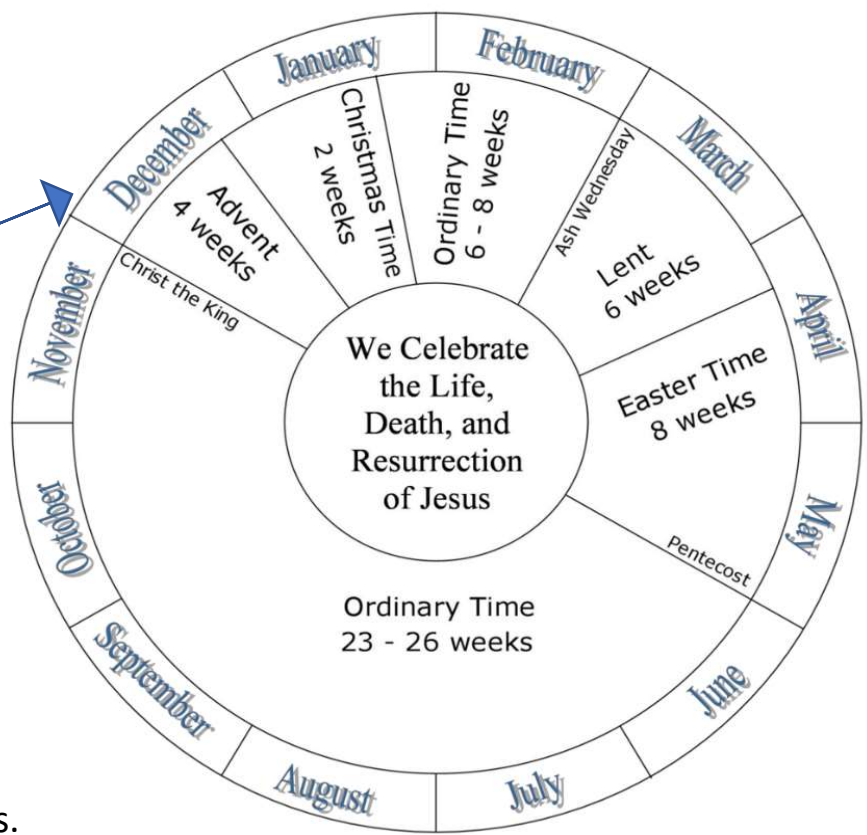 January
February
March
April
May
June
July
August
September
October
November
December
Advent
4 weeks
Christmas Time
2 weeks
Ordinary Time
6 - 8 weeks
Ash Wednesday
Lent
6 weeks
Easter Time
8 weeks
Pentecost
Ordinary Time
23 - 26 weeks
Christ the King
We Celebrate
the Life,
Death, and
Resurrection
of Jesus
s.